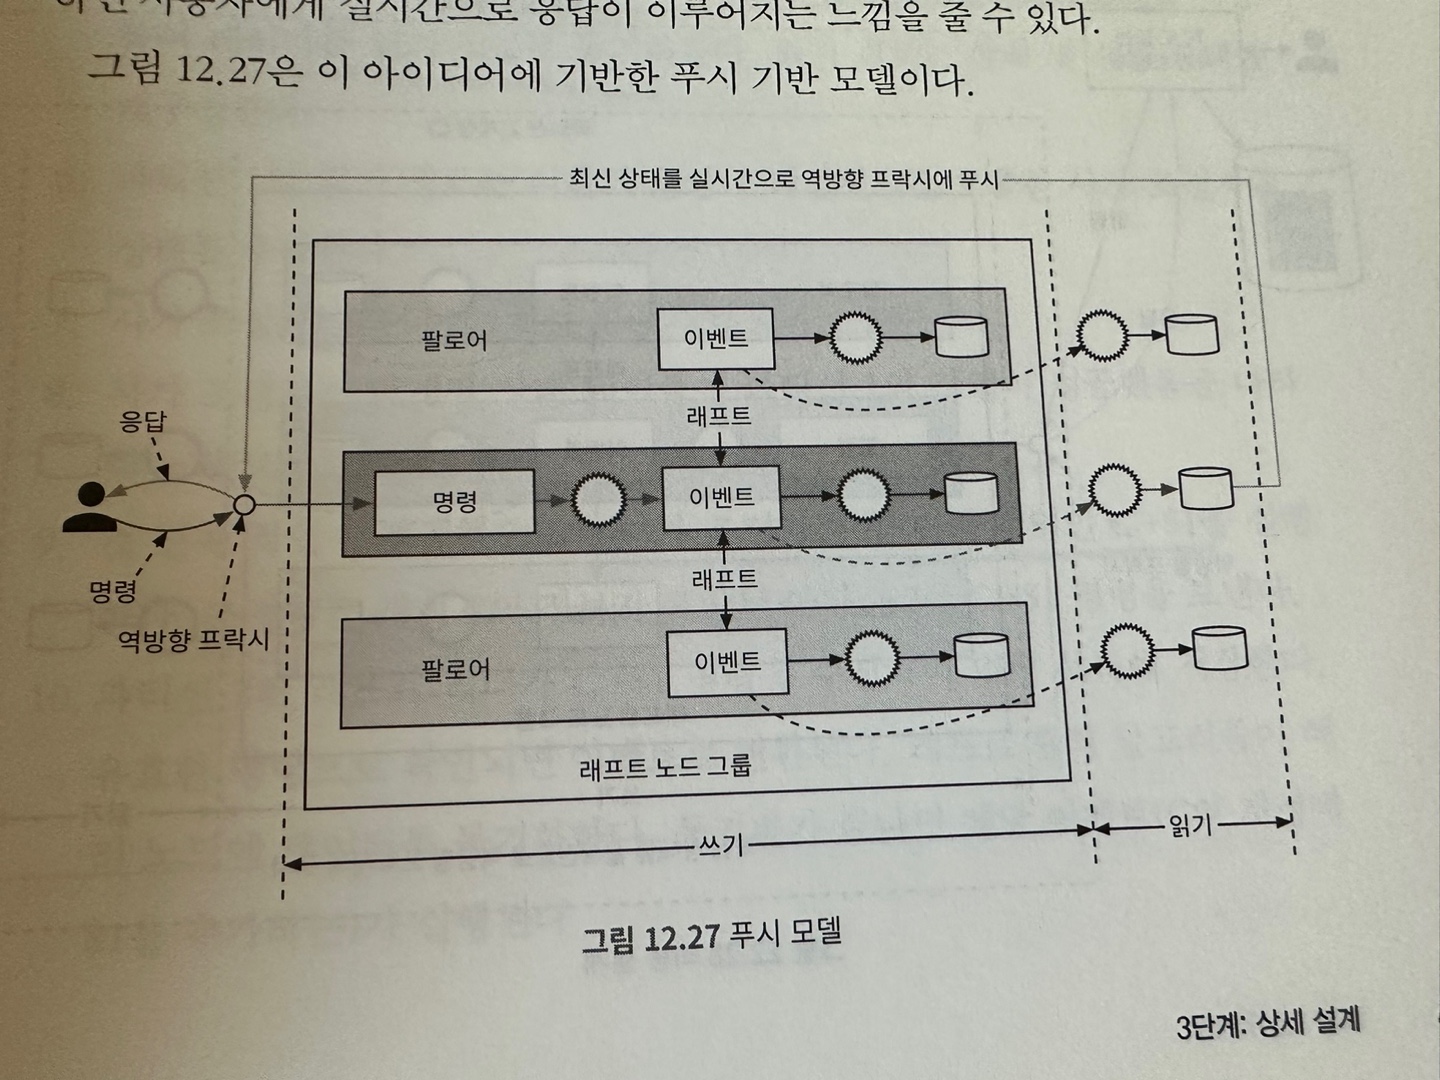 사용자에게 실시간으로 응답이 이루어지는 느낌을 줄 수 있다.
그림 12.27은 이 아이디어에 기반한 푸시 기반 모델이다.
최신 상태를 실시간으로 역방향 프락시에 푸시
팔로어
이벤트
래프트
응답
명령
이벤트
명령
래프트
역방향 프락시
팔로어
이벤트
래프트 노드 그룹
쓰기
읽기
그림 12.27 푸시 모델
3단계: 상세 설계